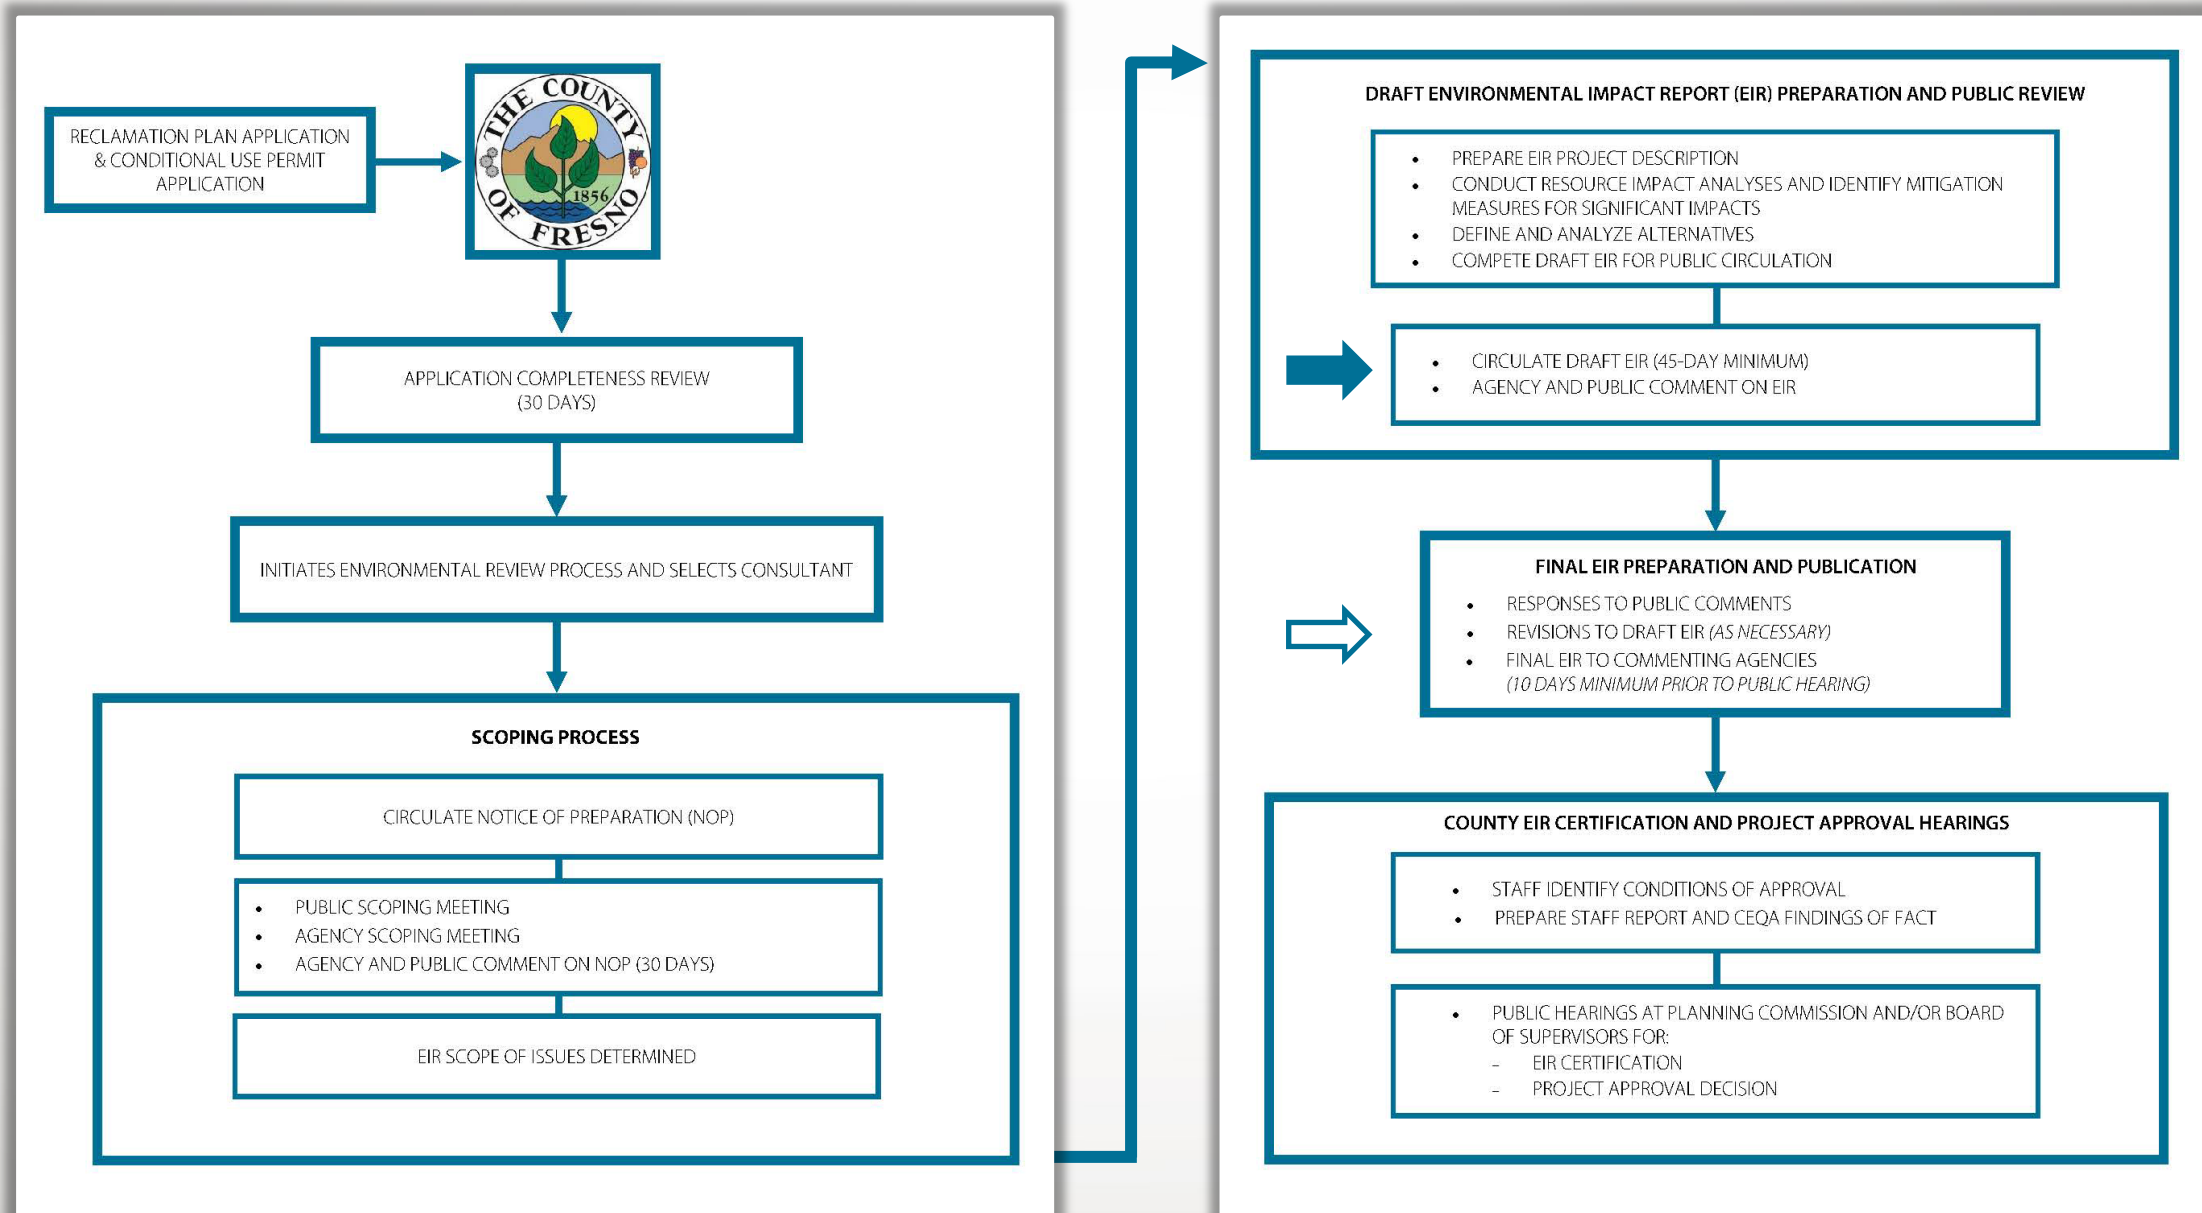 RECLAMATION PLAN APPLICATION
& CONDITIONAL USE PERMIT
APPLICATION
THE COUNTY
OF FRESNO
1856
APPLICATION COMPLETENESS REVIEW
(30 DAYS)
INITIATES ENVIRONMENTAL REVIEW PROCESS AND SELECTS CONSULTANT
SCOPING PROCESS
CIRCULATE NOTICE OF PREPARATION (NOP)
• PUBLIC SCOPING MEETING
• AGENCY SCOPING MEETING
• AGENCY AND PUBLIC COMMENT ON NOP (30 DAYS)
EIR SCOPE OF ISSUES DETERMINED
DRAFT ENVIRONMENTAL IMPACT REPORT (EIR) PREPARATION AND PUBLIC REVIEW
• PREPARE EIR PROJECT DESCRIPTION
• CONDUCT RESOURCE IMPACT ANALYSES AND IDENTIFY MITIGATION
MEASURES FOR SIGNIFICANT IMPACTS
• DEFINE AND ANALYZE ALTERNATIVES
• COMPETE DRAFT EIR FOR PUBLIC CIRCULATION
• CIRCULATE DRAFT EIR (45-DAY MINIMUM)
• AGENCY AND PUBLIC COMMENT ON EIR
FINAL EIR PREPARATION AND PUBLICATION
• RESPONSES TO PUBLIC COMMENTS
• REVISIONS TO DRAFT EIR (AS NECESSARY)
• FINAL EIR TO COMMENTING AGENCIES
(10 DAYS MINIMUM PRIOR TO PUBLIC HEARING)
COUNTY EIR CERTIFICATION AND PROJECT APPROVAL HEARINGS
• STAFF IDENTIFY CONDITIONS OF APPROVAL
• PREPARE STAFF REPORT AND CEQA FINDINGS OF FACT
• PUBLIC HEARINGS AT PLANNING COMMISSION AND/OR BOARD
OF SUPERVISORS FOR:
– EIR CERTIFICATION
– PROJECT APPROVAL DECISION